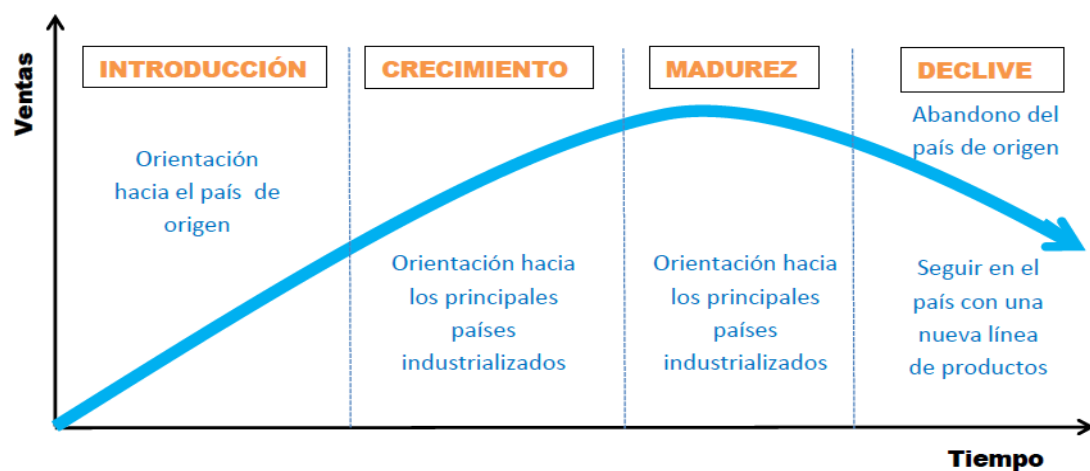 Ventas
INTRODUCCIÓN
Orientación
hacia el país de
origen
CRECIMIENTO
Orientación hacia
los principales
países
industrializados
MADUREZ
Orientación hacia
los principales
países
industrializados
DECLIVE
Abandono del
país de origen
Seguir en el
país con una
nueva línea
de productos
Tiempo